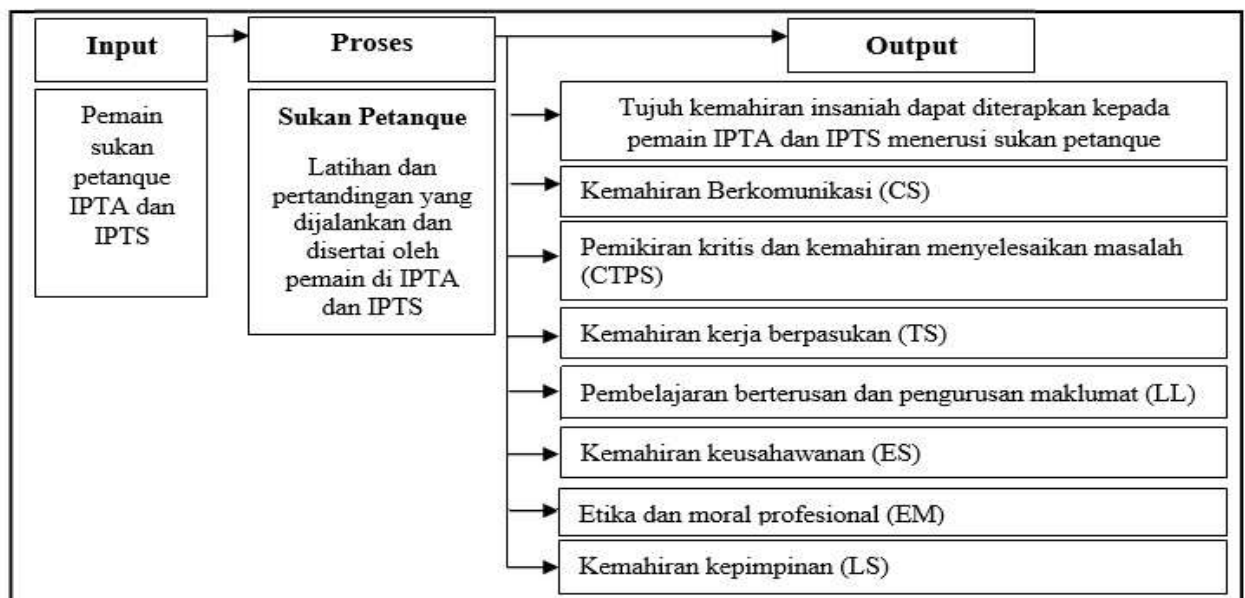 Input
Proses
Output
Pemain
sukan
petanque
IPTA dan
IPTS
Sukan Petanque
Latihan dan
pertandingan yang
dijalankan dan
disertai oleh
pemain di IPTA
dan IPTS
Tujuh kemahiran insaniah dapat diterapkan kepada
pemain IPTA dan IPTS menerusi sukan petanque
Kemahiran Berkomunikasi (CS)
Pemikiran kritis dan kemahiran menyelesaikan masalah
(CTPS)
Kemahiran kerja berpasukan (TS)
Pembelajaran berterusan dan pengurusan maklumat (LL)
Kemahiran keusahawanan (ES)
Etika dan moral profesional (EM)
Kemahiran kepimpinan (LS)